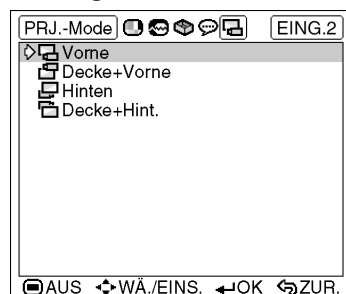 PRJ.-Mode EING.2
Vorne
Decke+Vorne
Hinten
Decke+Hint.
AUS WÄ./EINS. OK ZUR.